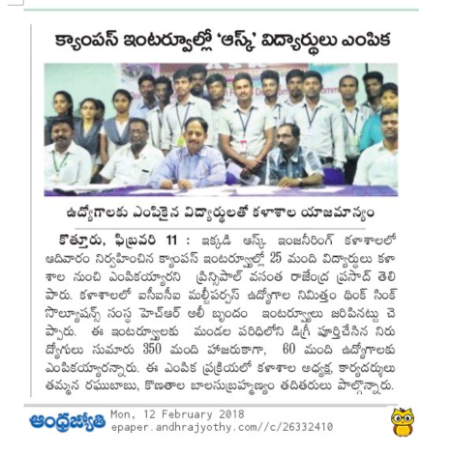 క్యాంపస్ ఇంటర్వూల్లో ‘ఆస్క్’ విద్యార్థులు ఎంపిక
ఉద్యోగాలకు ఎంపికైన విద్యార్థులతో కళాశాల యాజమాన్యం
కొత్తూరు, ఫిబ్రవరి 11 : ఇక్కడి ఆస్క్ ఇంజనీరింగ్ కళాశాలలో
ఆదివారం నిర్వహించిన క్యాంపస్ ఇంటర్వూల్లో 25 మంది విద్యార్థులు కళా
శాల నుంచి ఎంపికయ్యారని ప్రిన్సిపాల్ వసంత రాజేంద్ర ప్రసాద్ తెలి
పారు. కళాశాలలో ఐసీఐసీఐ మల్టీపర్పస్ ఉద్యోగాల నిమిత్తం థింక్ సింక్
సొల్యూషన్స్ సంస్థ హెచ్ఆర్ అలీ బృందం ఇంటర్వూలు జరిపినట్లు చె
ప్పారు. ఈ ఇంటర్వూలకు మండల పరిధిలోని డిగ్రీ పూర్తిచేసిన నిరు
ద్యోగులు సుమారు 350 మంది హాజరుకాగా, 60 మంది ఉద్యోగాలకు
ఎంపికయ్యారన్నారు. ఈ ఎంపిక ప్రక్రియలో కళాశాల అధ్యక్ష, కార్యదర్శులు
తమ్మన రఘుబాబు, కొణతాల బాలసుబ్రహ్మణ్యం తదితరులు పాల్గొన్నారు.
ఆంధ్రజ్యోతి
Mon, 12 February 2018
epaper.andhrajyothy.com//c/26332410